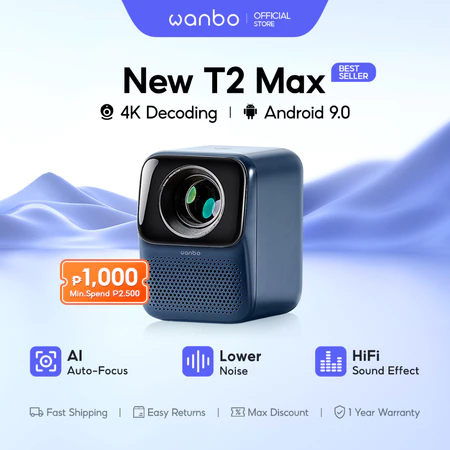 wanbo | OFFICIAL STORE
New T2 Max BEST SELLER
4K Decoding | Android 9.0
wanbo
₱1,000
Min.Spend ₱2.500
AI
Auto-Focus
Lower
Noise
HiFi
Sound Effect
Fast Shipping | Easy Returns | Max Discount | 1 Year Warranty